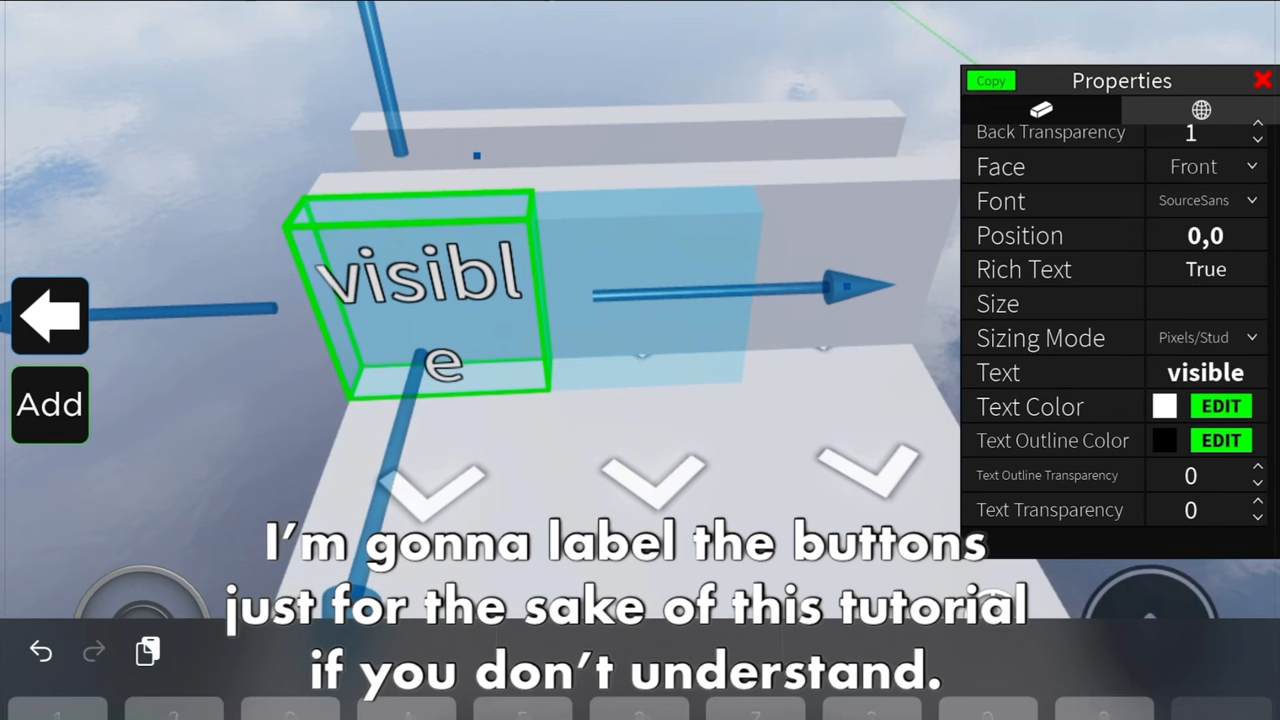 Copy Properties
Back Transparency 1
Face Front
Font SourceSans
Position 0,0
Rich Text True
Size
Sizing Mode Pixels/Stud
Text visible
Text Color EDIT
Text Outline Color EDIT
Text Outline Transparency 0
Text Transparency 0
visibl
e
Add
I'm gonna label the buttons
just for the sake of this tutorial
if you don't understand.